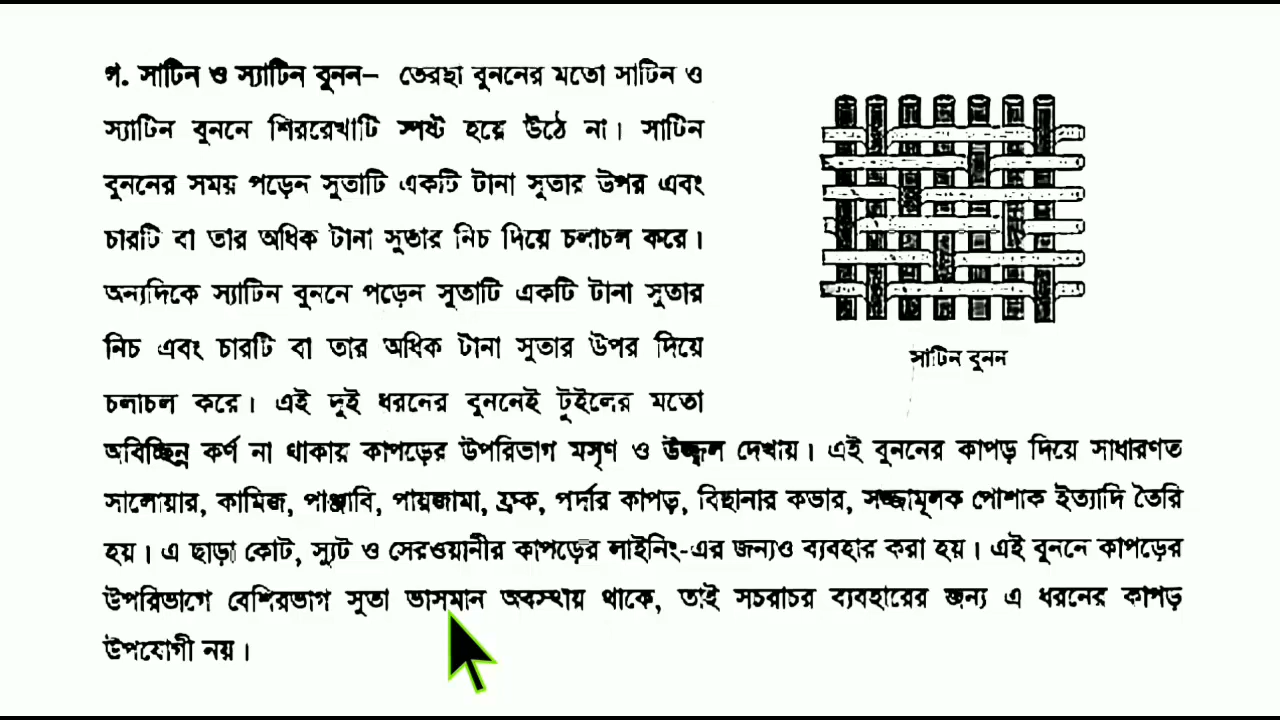 গ. সাটিন ও স্যাটিন বুনন– তেরছা বুননের মতো সাটিন ও
স্যাটিন বুননে শিররেখাটি স্পষ্ট হয়ে উঠে না। সাটিন
বুননের সময় পড়েন সুতাটি একটি টানা সুতার উপর এবং
চারটি বা তার অধিক টানা সুতার নিচ দিয়ে চলাচল করে।
অন্যদিকে স্যাটিন বুননে পড়েন সুতাটি একটি টানা সুতার
নিচ এবং চারটি বা তার অধিক টানা সুতার উপর দিয়ে
চলাচল করে। এই দুই ধরনের বুননেই টুইলের মতো
অবিচ্ছিন্ন কর্ণ না থাকায় কাপড়ের উপরিভাগ মসৃণ ও উজ্জ্বল দেখায়। এই বুননের কাপড় দিয়ে সাধারণত
সালোয়ার, কামিজ, পাঞ্জাবি, পায়জামা, ফ্রক, পর্দার কাপড়, বিছানার কভার, সজ্জামূলক পোশাক ইত্যাদি তৈরি
হয়। এ ছাড়া কোট, স্যুট ও সেরওয়ানীর কাপড়ের লাইনিং-এর জন্যও ব্যবহার করা হয়। এই বুননে কাপড়ের
উপরিভাগে বেশিরভাগ সুতা ভাসমান অবস্থায় থাকে, তাই সচরাচর ব্যবহারের জন্য এ ধরনের কাপড়
উপযোগী নয়।
সাটিন বুনন